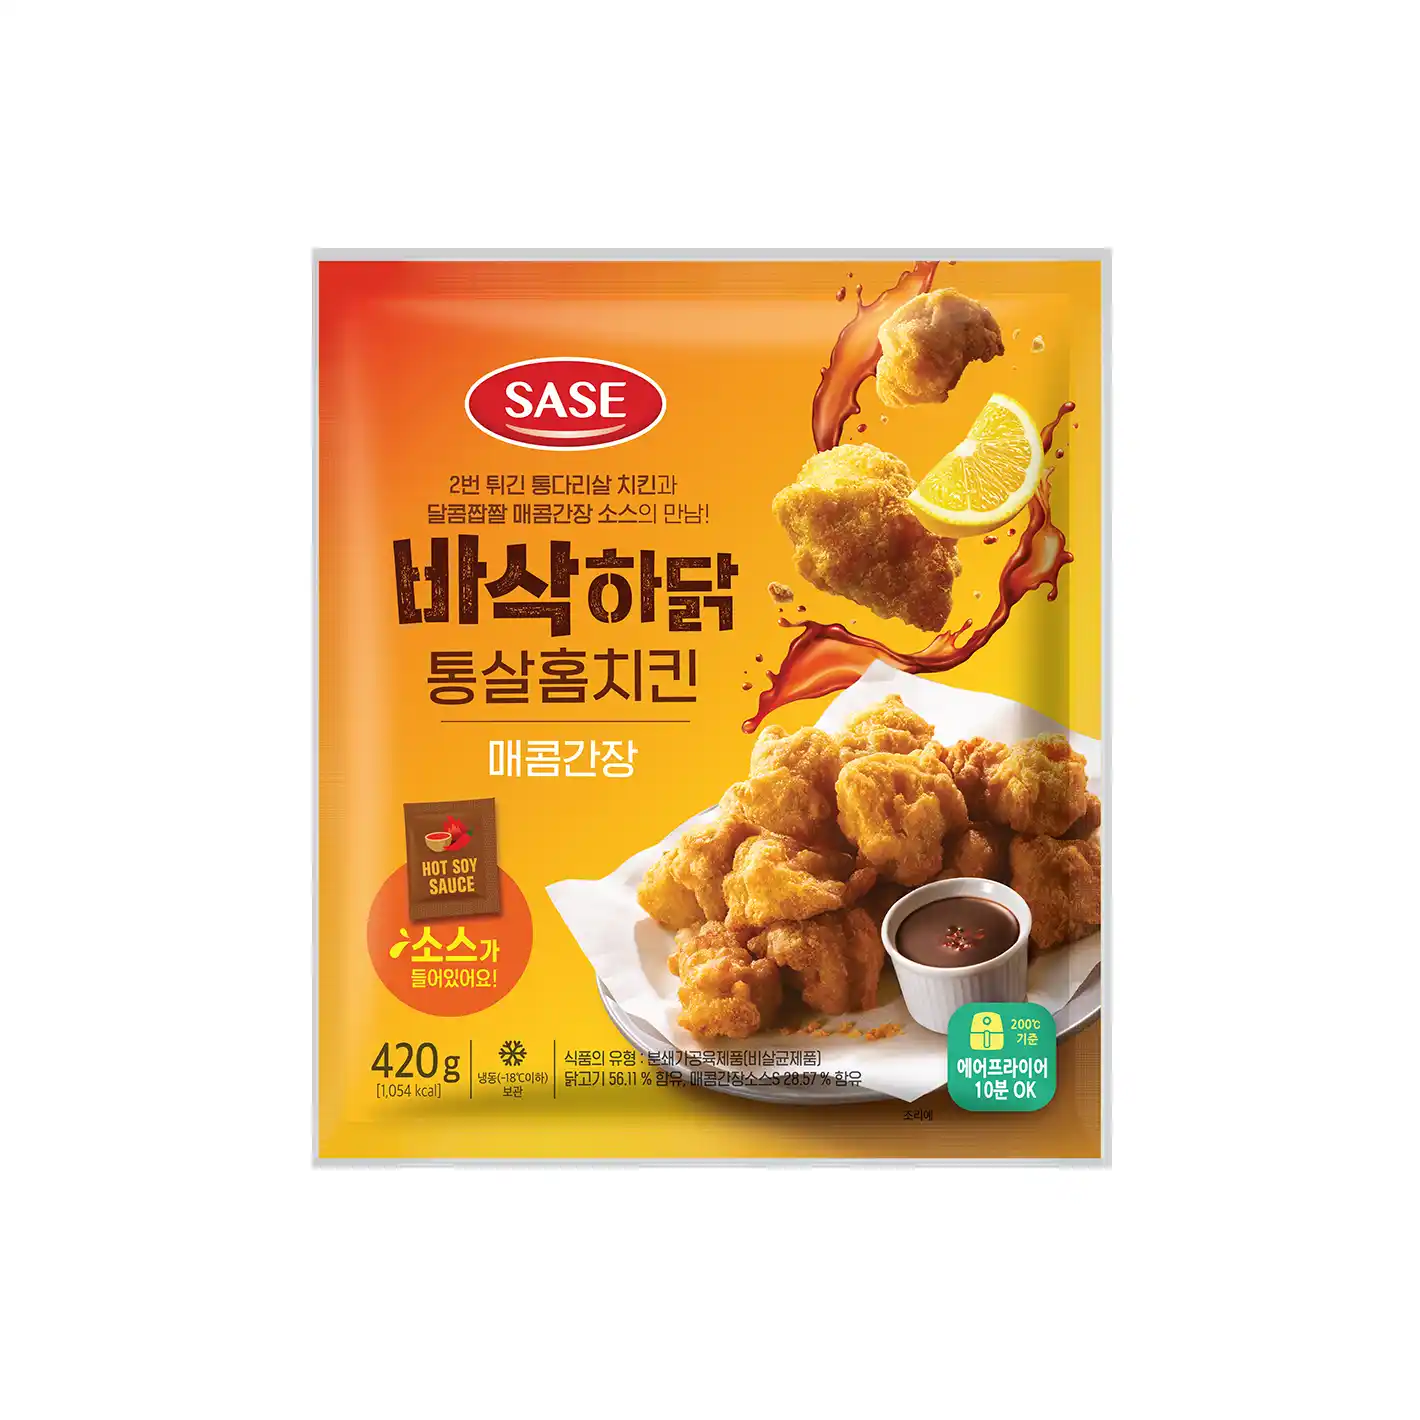 SASE
2번 튀긴 통다리살 치킨과
달콤짭짤 매콤간장 소스의 만남!
바삭하닭
통살홈치킨
매콤간장
HOT SOY
SAUCE
소스가
들어있어요!
420g
[1,054 kcal]
냉동(-18℃이하)
보관
식품의 유형 : 분쇄가공육제품(비살균제품)
닭고기 56.11 % 함유, 매콤간장소스S 28.57 % 함유
200℃
기준
에어프라이어
10분 OK
조리예